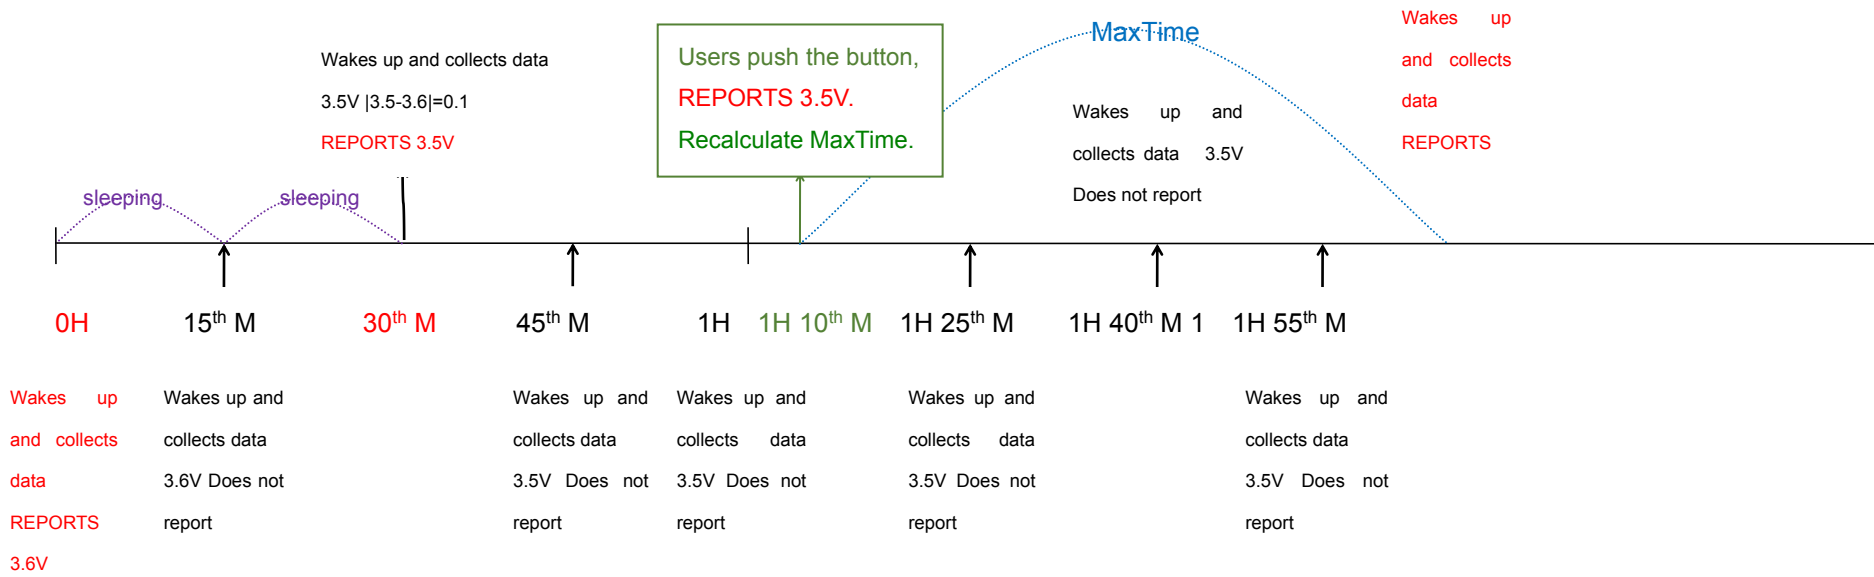 Wakes up and collects data
3.5V |3.5-3.6|=0.1
REPORTS 3.5V
Users push the button,
REPORTS 3.5V.
Recalculate MaxTime.
MaxTime
Wakes up and
collects data 3.5V
Does not report
Wakes up
and collects
data
REPORTS
sleeping
sleeping
0H
15th M
30th M
45th M
1H
1H 10th M
1H 25th M
1H 40th M 1
1H 55th M
Wakes up
and collects
data
REPORTS
3.6V
Wakes up and
collects data
3.6V Does not
report
Wakes up and
collects data
3.5V Does not
report
Wakes up and
collects data
3.5V Does not
report
Wakes up and
collects data
3.5V Does not
report
Wakes up and
collects data
3.5V Does not
report